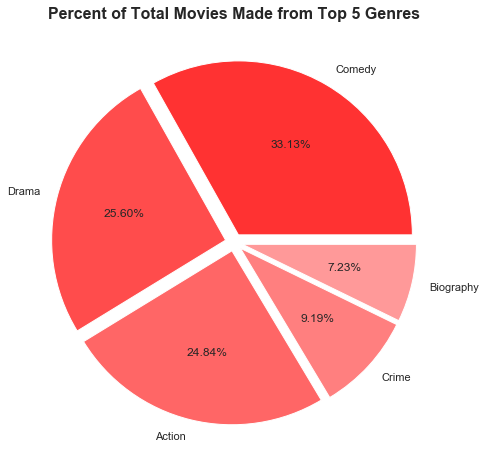 Percent of Total Movies Made from Top 5 Genres
Comedy
33.13%
Drama
25.60%
7.23%
Biography
9.19%
24.84%
Crime
Action